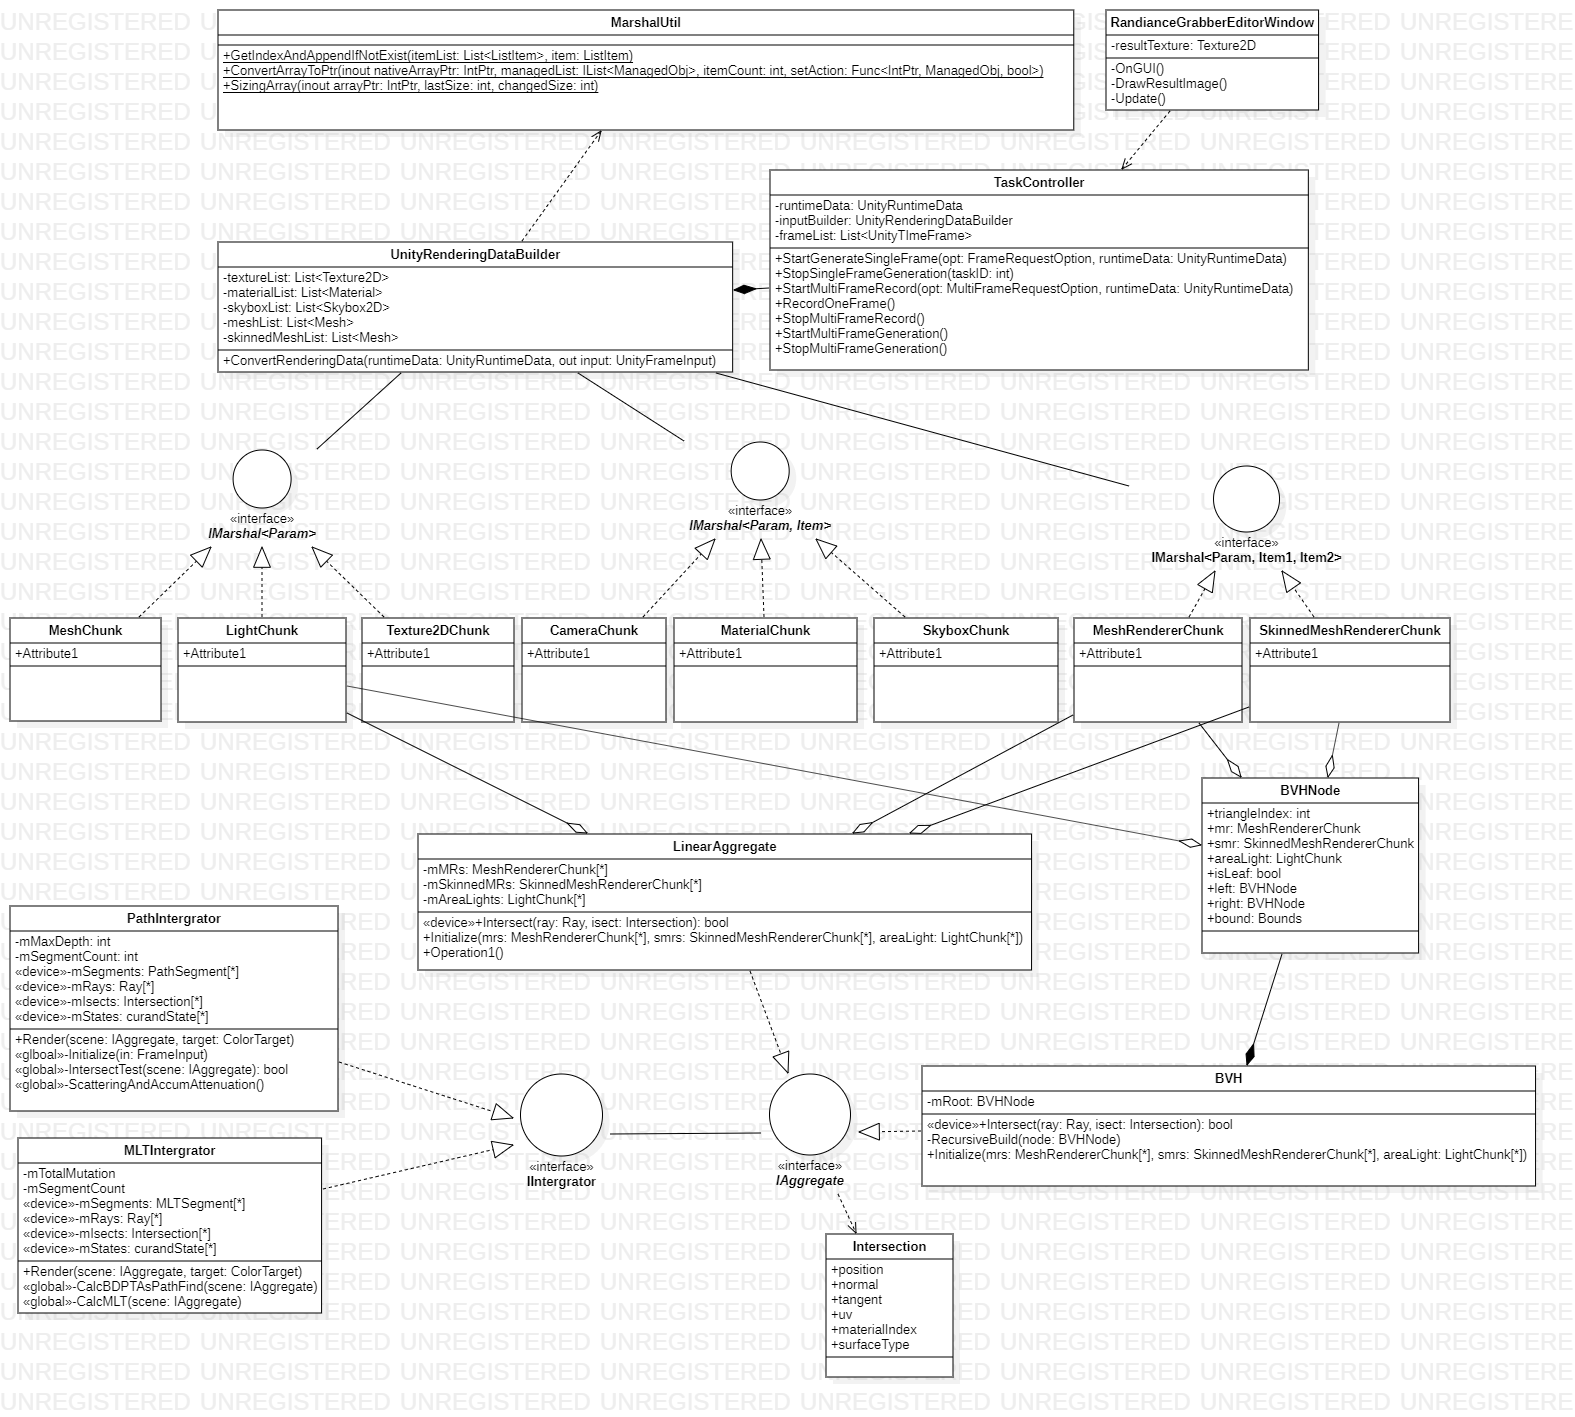 MarshalUtil
+GetIndexAndAppendIfNotExist(itemList: List<ListItem>, item: ListItem)
+ConvertArrayToPtr(inout nativeArrayPtr: IntPtr, managedList: IList<ManagedObj>, itemCount: int, setAction: Func<IntPtr, ManagedObj, bool>)
+SizingArray(inout arrayPtr: IntPtr, lastSize: int, changedSize: int)
RandianceGrabberEditorWindow
-resultTexture: Texture2D
-OnGUI()
-DrawResultImage()
-Update()
TaskController
-runtimeData: UnityRuntimeData
-inputBuilder: UnityRenderingDataBuilder
-frameList: List<UnityTImeFrame>
+StartGenerateSingleFrame(opt: FrameRequestOption, runtimeData: UnityRuntimeData)
+StopSingleFrameGeneration(taskID: int)
+StartMultiFrameRecord(opt: MultiFrameRequestOption, runtimeData: UnityRuntimeData)
+RecordOneFrame()
+StopMultiFrameRecord()
+StartMultiFrameGeneration()
+StopMultiFrameGeneration()
UnityRenderingDataBuilder
-textureList: List<Texture2D>
-materialList: List<Material>
-skyboxList: List<Skybox2D>
-meshList: List<Mesh>
-skinnedMeshList: List<Mesh>
+ConvertRenderingData(runtimeData: UnityRuntimeData, out input: UnityFrameInput)
«interface»
IMarshal<Param>
«interface»
IMarshal<Param, Item>
«interface»
IMarshal<Param, Item1, Item2>
MeshChunk
+Attribute1
LightChunk
+Attribute1
Texture2DChunk
+Attribute1
CameraChunk
+Attribute1
MaterialChunk
+Attribute1
SkyboxChunk
+Attribute1
MeshRendererChunk
+Attribute1
SkinnedMeshRendererChunk
+Attribute1
BVHNode
+triangleIndex: int
+mr: MeshRendererChunk
+smr: SkinnedMeshRendererChunk
+areaLight: LightChunk
+isLeaf: bool
+left: BVHNode
+right: BVHNode
+bound: Bounds
LinearAggregate
-mMRs: MeshRendererChunk[*]
-mSkinnedMRs: SkinnedMeshRendererChunk[*]
-mAreaLights: LightChunk[*]
«device»+Intersect(ray: Ray, isect: Intersection): bool
+Initialize(mrs: MeshRendererChunk[*], smrs: SkinnedMeshRendererChunk[*], areaLight: LightChunk[*])
+Operation1()
PathIntergrator
-mMaxDepth: int
-mSegmentCount: int
«device»-mSegments: PathSegment[*]
«device»-mRays: Ray[*]
«device»-mIsects: Intersection[*]
«device»-mStates: curandState[*]
+Render(scene: IAggregate, target: ColorTarget)
«glboal»-Initialize(in: FrameInput)
«global»-IntersectTest(scene: IAggregate): bool
«global»-ScatteringAndAccumAttenuation()
MLTIntergrator
-mTotalMutation
-mSegmentCount
«device»-mSegments: MLTSegment[*]
«device»-mRays: Ray[*]
«device»-mIsects: Intersection[*]
«device»-mStates: curandState[*]
+Render(scene: IAggregate, target: ColorTarget)
«global»-CalcBDPTAsPathFind(scene: IAggregate)
«global»-CalcMLT(scene: IAggregate)
«interface»
IIntergrator
«interface»
IAggregate
BVH
-mRoot: BVHNode
«device»+Intersect(ray: Ray, isect: Intersection): bool
-RecursiveBuild(node: BVHNode)
+Initialize(mrs: MeshRendererChunk[*], smrs: SkinnedMeshRendererChunk[*], areaLight: LightChunk[*])
Intersection
+position
+normal
+tangent
+uv
+materialIndex
+surfaceType
UNREGISTERED